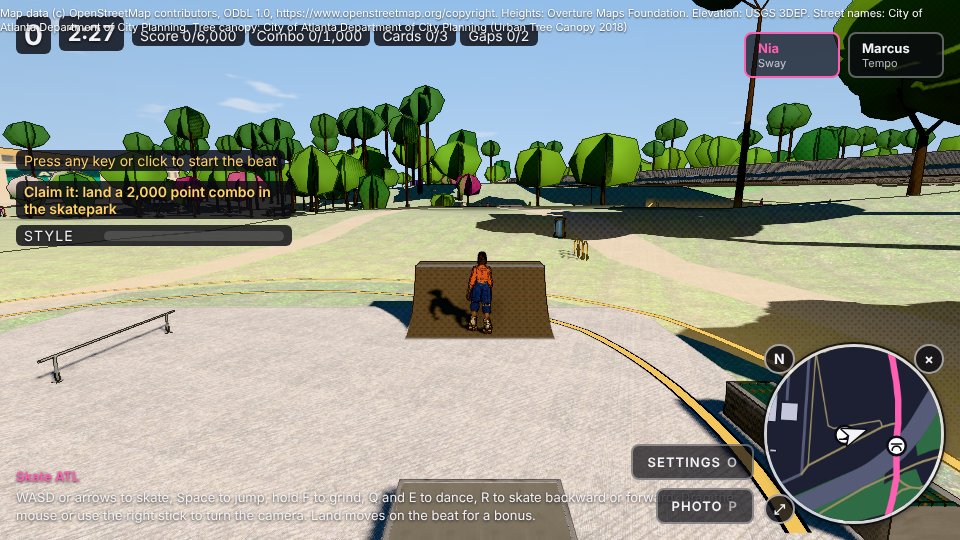 Map data (c) OpenStreetMap contributors, ODbL 1.0, https://www.openstreetmap.org/copyright. Heights: Overture Maps Foundation. Elevation: USGS 3DEP. Street names: City of
Atlanta Department of City Planning. Tree canopy: City of Atlanta Department of City Planning (Urban Tree Canopy 2018)
0
2:27
Score 0/6,000
Combo 0/1,000
Cards 0/3
Gaps 0/2
Nia
Sway
Marcus
Tempo
Press any key or click to start the beat
Claim it: land a 2,000 point combo in
the skatepark
STYLE
N
×
SETTINGS O
PHOTO P
Skate ATL
WASD or arrows to skate, Space to jump, hold F to grind, Q and E to dance, R to skate backward or forward.
mouse or use the right stick to turn the camera. Land moves on the beat for a bonus.